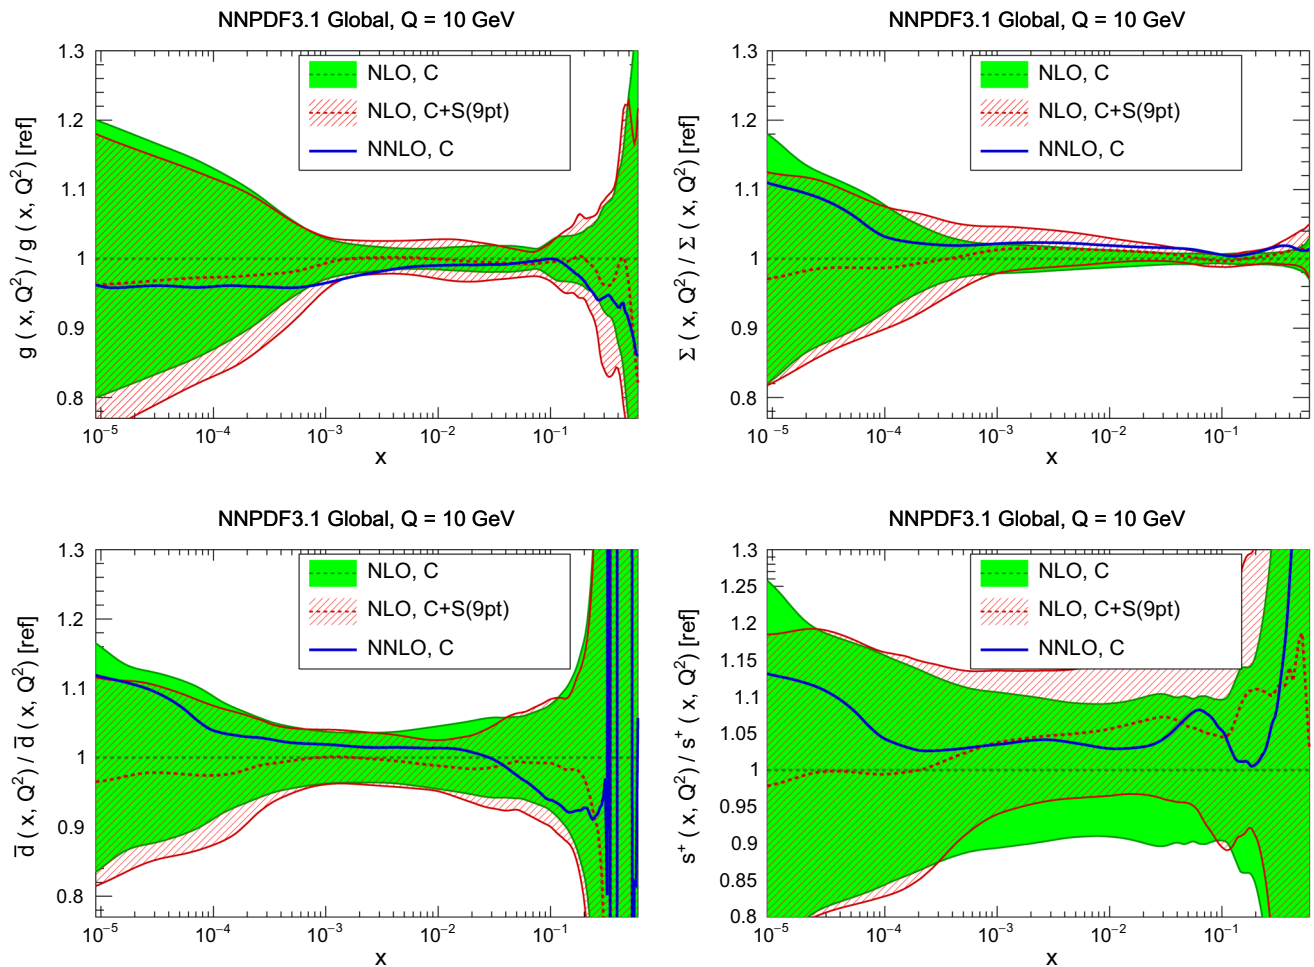 NNPDF3.1 Global, Q = 10 GeV
g ( x, Q²) / g ( x, Q²) [ref]
1.3
1.2
1.1
1
0.9
0.8
NLO, C
NLO, C+S(9pt)
NNLO, C
10⁻⁵ 10⁻⁴ 10⁻³ 10⁻² 10⁻¹
x
NNPDF3.1 Global, Q = 10 GeV
Σ ( x, Q²) / Σ ( x, Q²) [ref]
1.3
1.2
1.1
1
0.9
0.8
NLO, C
NLO, C+S(9pt)
NNLO, C
10⁻⁵ 10⁻⁴ 10⁻³ 10⁻² 10⁻¹
x
NNPDF3.1 Global, Q = 10 GeV
d̅ ( x, Q²) / d̅ ( x, Q²) [ref]
1.3
1.2
1.1
1
0.9
0.8
NLO, C
NLO, C+S(9pt)
NNLO, C
10⁻⁵ 10⁻⁴ 10⁻³ 10⁻² 10⁻¹
x
NNPDF3.1 Global, Q = 10 GeV
s⁺ ( x, Q²) / s⁺ ( x, Q²) [ref]
1.3
1.25
1.2
1.15
1.1
1.05
1
0.95
0.9
0.85
0.8
NLO, C
NLO, C+S(9pt)
NNLO, C
10⁻⁵ 10⁻⁴ 10⁻³ 10⁻² 10⁻¹
x